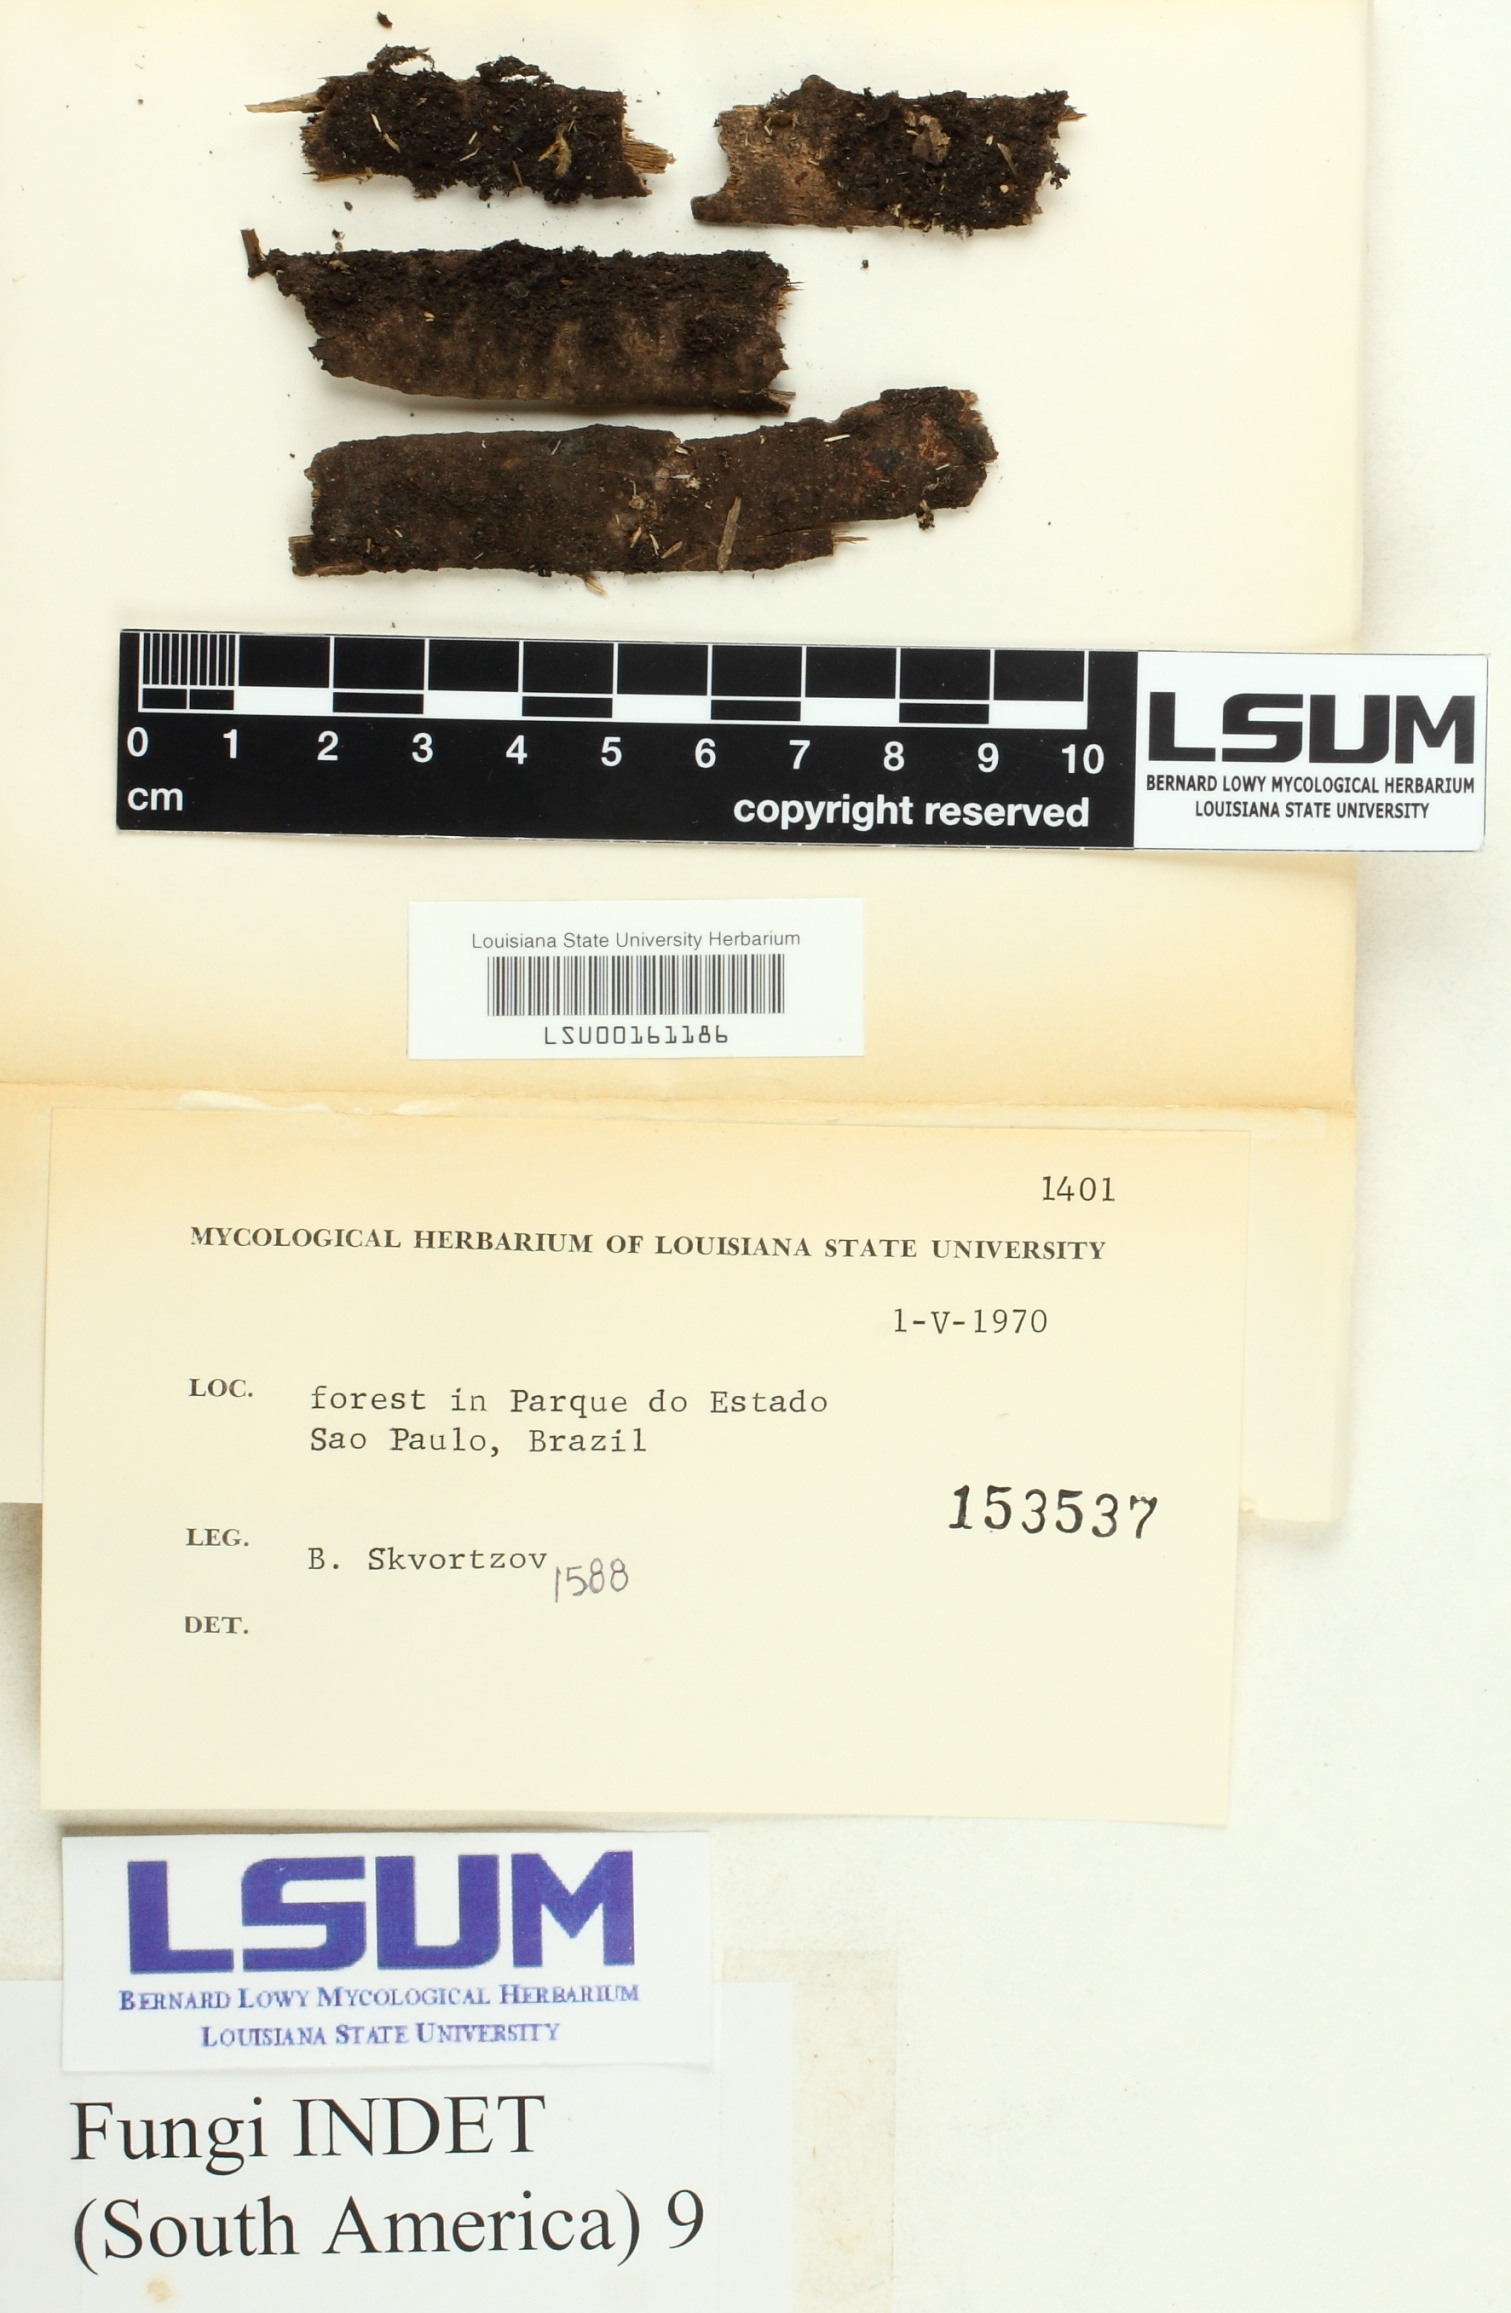 0 1 2 3 4 5 6 7 8 9 10
cm
copyright reserved
LSUM
BERNARD LOWY MYCOLOGICAL HERBARIUM
LOUISIANA STATE UNIVERSITY
Louisiana State University Herbarium
LSU00161186
1401
MYCOLOGICAL HERBARIUM OF LOUISIANA STATE UNIVERSITY
1-V-1970
LOC. forest in Parque do Estado
Sao Paulo, Brazil
153537
LEG. B. Skvortzov 1588
DET.
LSUM
BERNARD LOWY MYCOLOGICAL HERBARIUM
LOUISIANA STATE UNIVERSITY
Fungi INDET
(South America) 9